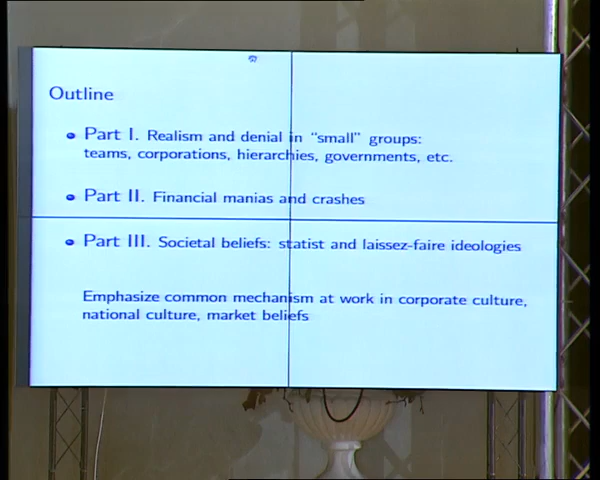 Outline
Part I. Realism and denial in "small" groups:
teams, corporations, hierarchies, governments, etc.
Part II. Financial manias and crashes
Part III. Societal beliefs: statist and laissez-faire ideologies
Emphasize common mechanism at work in corporate culture,
national culture, market beliefs